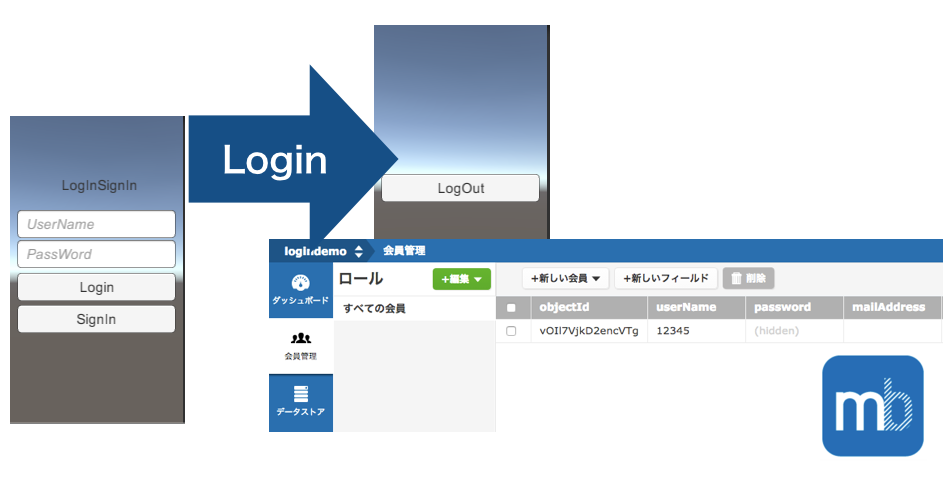 LogInSignIn
UserName
PassWord
Login
SignIn
Login
LogOut
logindemo 会員管理
ダッシュボード
会員管理
データストア
ロール +編集
すべての会員
+新しい会員 +新しいフィールド 削除
objectId userName password mailAddress
vOIl7VjkD2encVTg 12345 (hidden)
mb